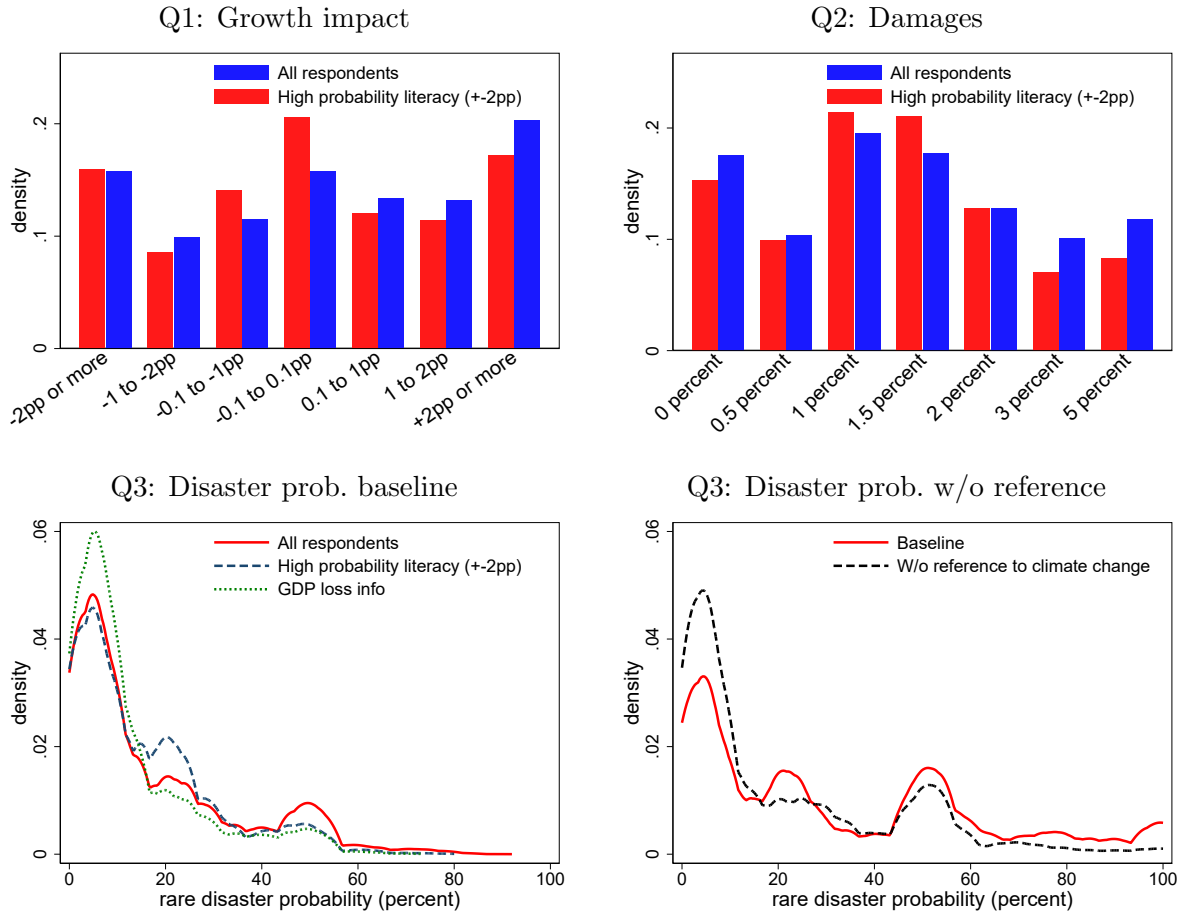 Q1: Growth impact
All respondents
High probability literacy (+-2pp)
density
0
.1
.2
-2pp or more
-1 to -2pp
-0.1 to -1pp
-0.1 to 0.1pp
0.1 to 1pp
1 to 2pp
+2pp or more
Q2: Damages
All respondents
High probability literacy (+-2pp)
density
0
.1
.2
0 percent
0.5 percent
1 percent
1.5 percent
2 percent
3 percent
5 percent
Q3: Disaster prob. baseline
All respondents
High probability literacy (+-2pp)
GDP loss info
density
0
.02
.04
.06
0 20 40 60 80 100
rare disaster probability (percent)
Q3: Disaster prob. w/o reference
Baseline
W/o reference to climate change
density
0
.02
.04
.06
0 20 40 60 80 100
rare disaster probability (percent)